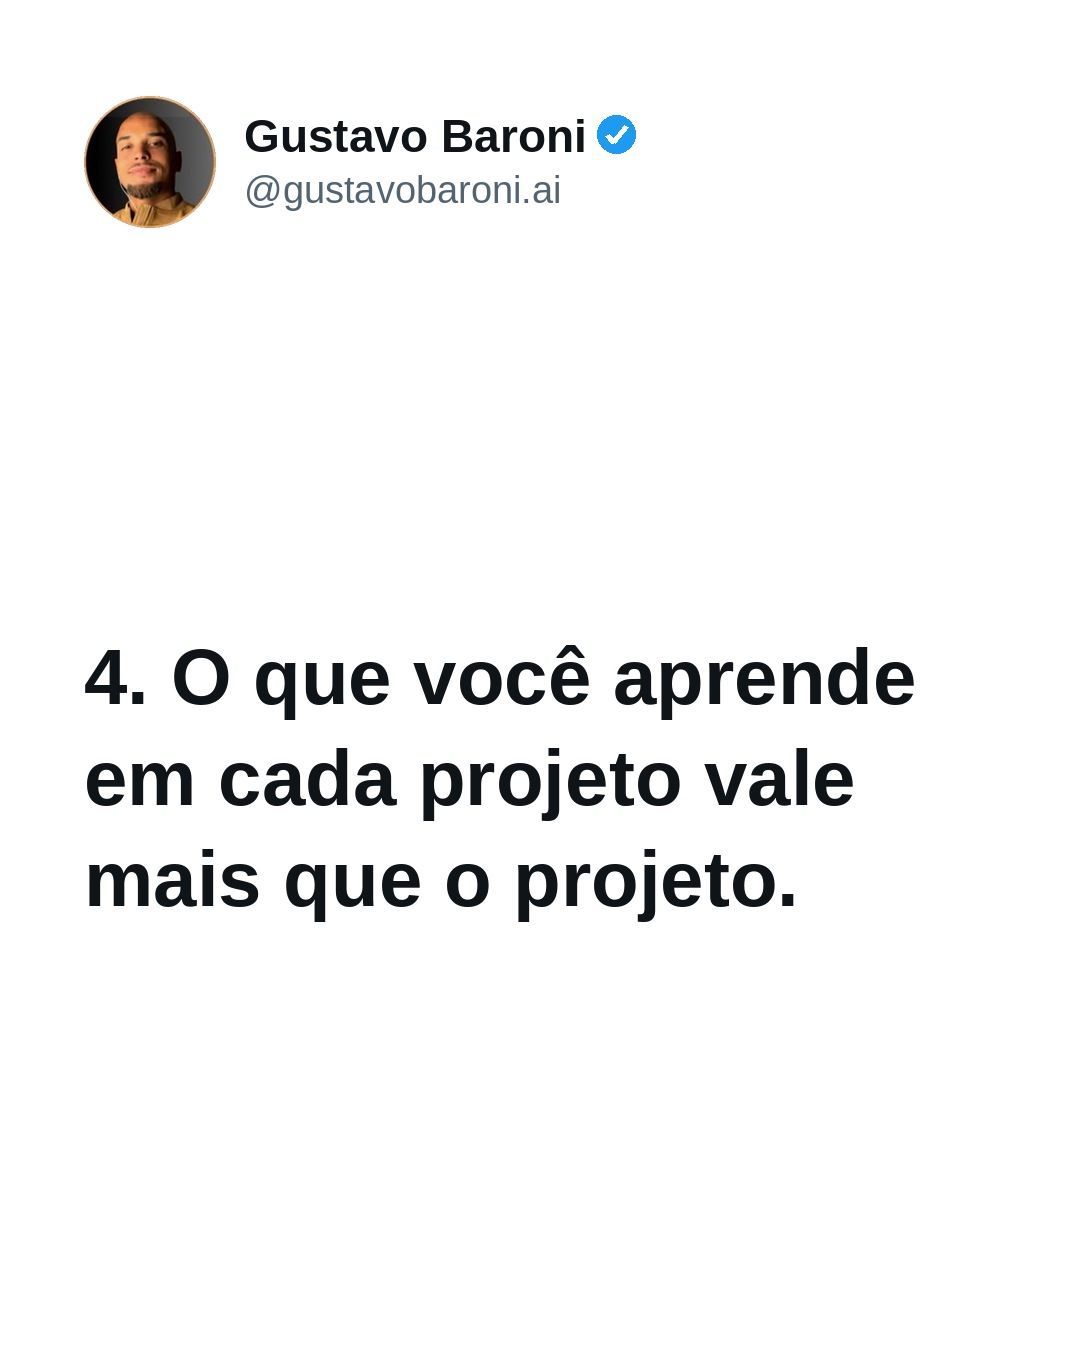 Gustavo Baroni
@gustavobaroni.ai
4. O que você aprende
em cada projeto vale
mais que o projeto.